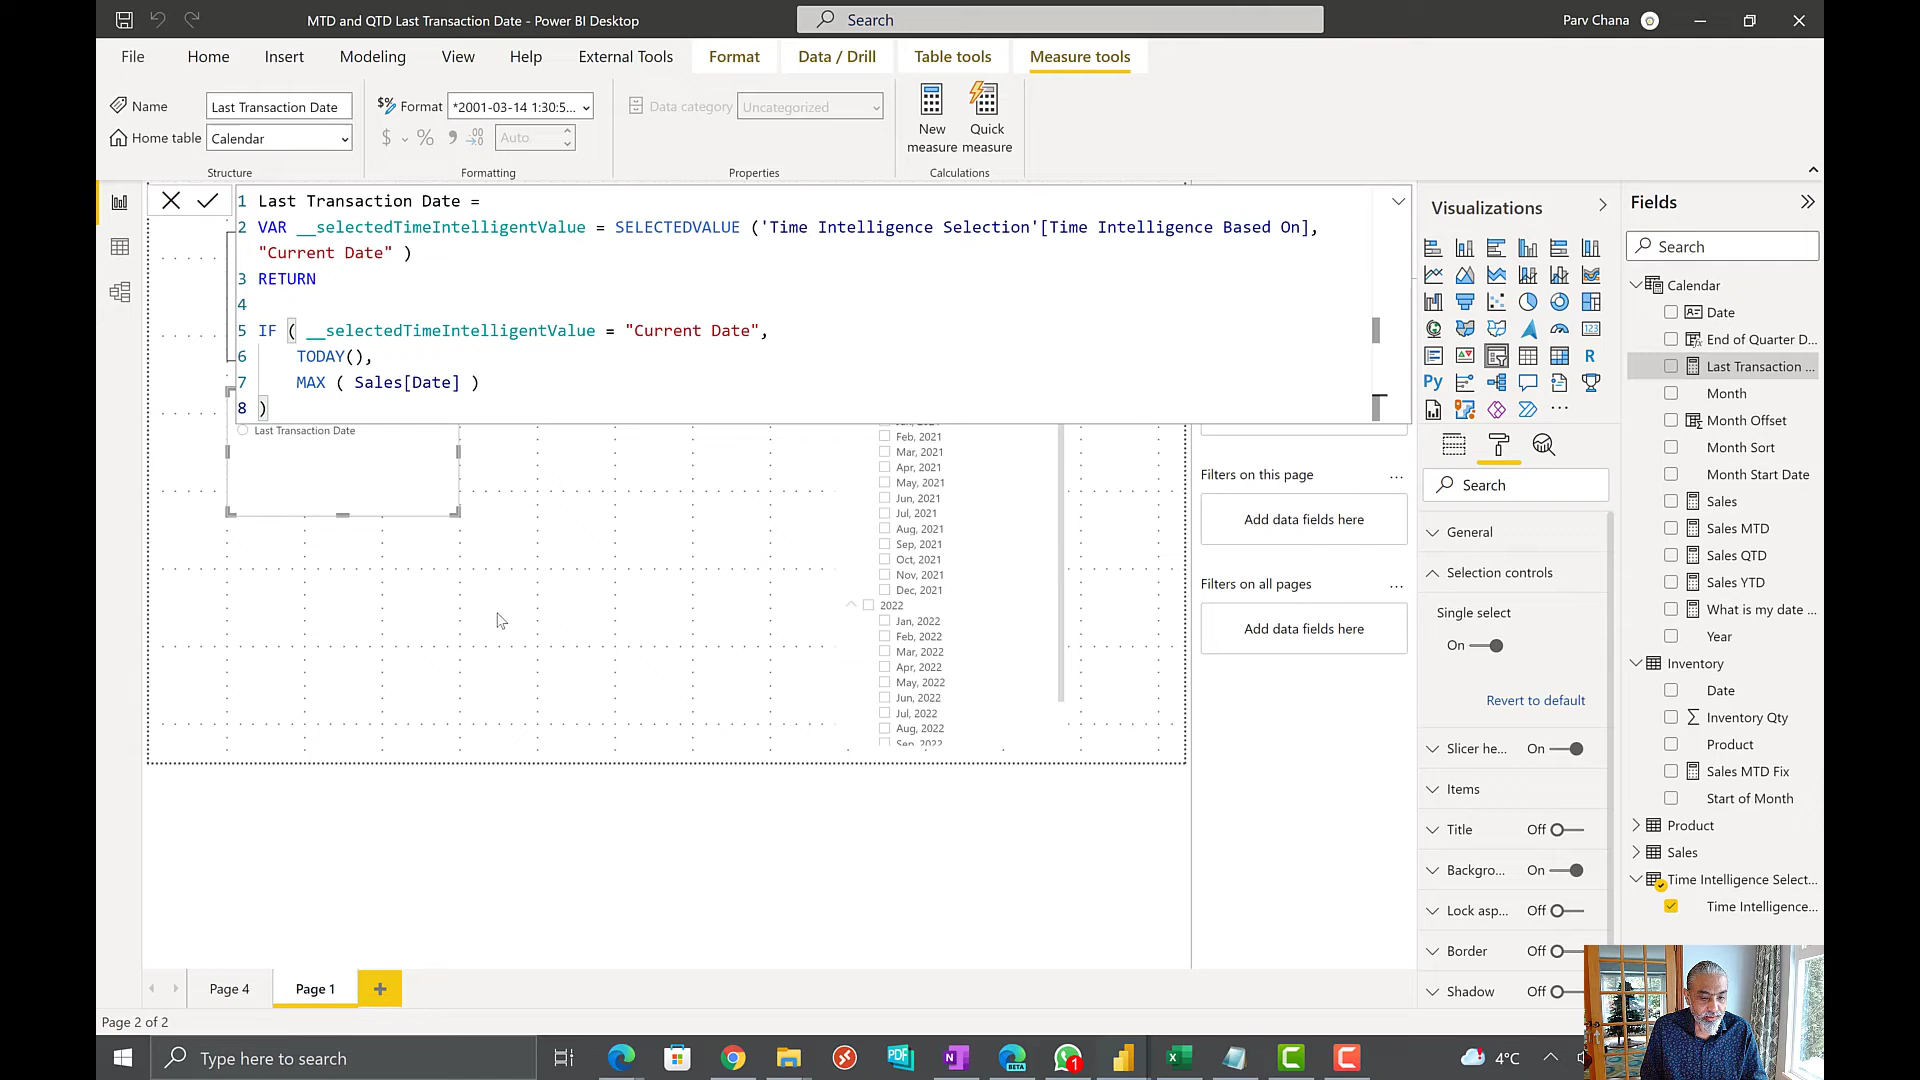 MTD and QTD Last Transaction Date - Power BI Desktop
Search
Parv Chana
File
Home
Insert
Modeling
View
Help
External Tools
Format
Data / Drill
Table tools
Measure tools
Name
Last Transaction Date
Format
*2001-03-14 1:30:5...
Data category
Uncategorized
Home table
Calendar
$
%
Auto
New measure
Quick measure
Structure
Formatting
Properties
Calculations
1 Last Transaction Date =
2 VAR __selectedTimeIntelligentValue = SELECTEDVALUE ('Time Intelligence Selection'[Time Intelligence Based On],
"Current Date" )
3 RETURN
4
5 IF ( __selectedTimeIntelligentValue = "Current Date",
6 TODAY(),
7 MAX ( Sales[Date] )
8 )
Last Transaction Date
Feb, 2021
Mar, 2021
Apr, 2021
May, 2021
Jun, 2021
Jul, 2021
Aug, 2021
Sep, 2021
Oct, 2021
Nov, 2021
Dec, 2021
2022
Jan, 2022
Feb, 2022
Mar, 2022
Apr, 2022
May, 2022
Jun, 2022
Jul, 2022
Aug, 2022
Sep, 2022
Filters on this page
...
Add data fields here
Filters on all pages
...
Add data fields here
Visualizations
R
Py
123
...
Search
General
Selection controls
Single select
On
Revert to default
Slicer he... On
Items
Title Off
Backgro... On
Lock asp... Off
Border Off
Shadow Off
Fields
Search
Calendar
Date
End of Quarter D...
Last Transaction ...
Month
Month Offset
Month Sort
Month Start Date
Sales
Sales MTD
Sales QTD
Sales YTD
What is my date ...
Year
Inventory
Date
Inventory Qty
Product
Sales MTD Fix
Start of Month
Product
Sales
Time Intelligence Select...
Time Intelligence...
Page 4
Page 1
+
Page 2 of 2
Type here to search
PDF
N
BETA
1
4°C